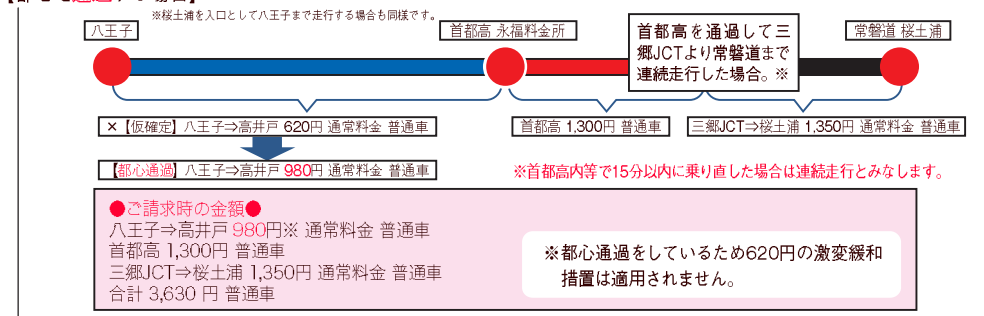 ※桜土浦を入口として八王子まで走行する場合も同様です。
八王子
首都高 永福料金所
首都高を通過して三
郷JCTより常磐道まで
連続走行した場合。※
常磐道 桜土浦
×【仮確定】八王子⇒高井戸 620円 通常料金 普通車
首都高 1,300円 普通車
三郷JCT⇒桜土浦 1,350円 通常料金 普通車
【都心通過】八王子⇒高井戸 980円 通常料金 普通車
※首都高内等で15分以内に乗り直した場合は連続走行とみなします。
●ご請求時の金額●
八王子⇒高井戸 980円※ 通常料金 普通車
首都高 1,300円 普通車
三郷JCT⇒桜土浦 1,350円 通常料金 普通車
合計 3,630 円 普通車
※都心通過をしているため620円の激変緩和
措置は適用されません。